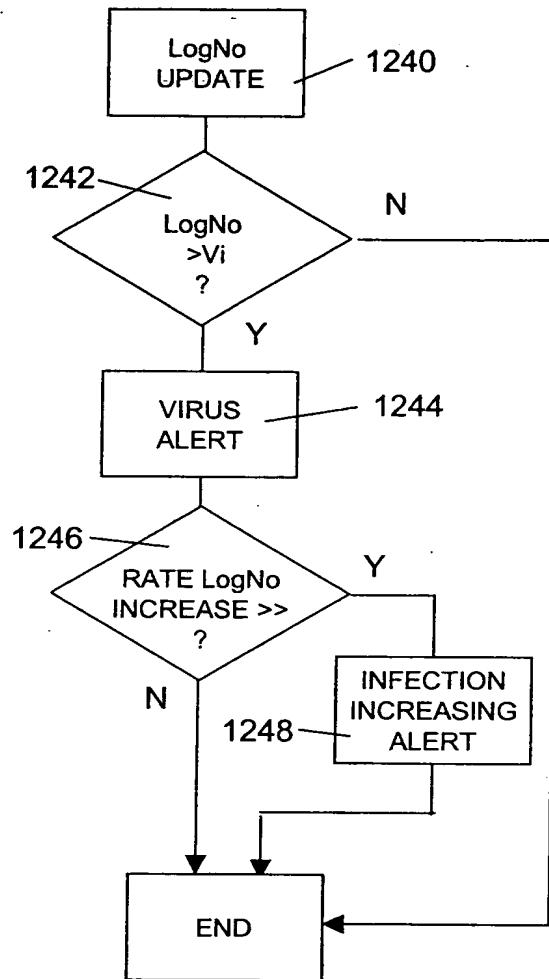 LogNo
UPDATE
1240
1242
LogNo
>Vi
?
N
Y
VIRUS
ALERT
1244
1246
RATE LogNo
INCREASE >>
?
Y
N
INFECTION
INCREASING
ALERT
1248
END